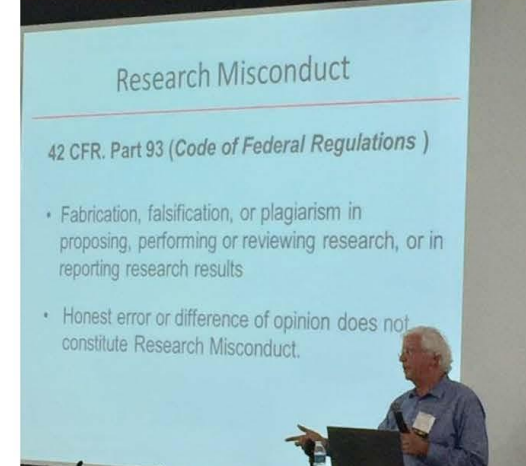 Research Misconduct
42 CFR. Part 93 (Code of Federal Regulations )
• Fabrication, falsification, or plagiarism in
proposing, performing or reviewing research, or in
reporting research results
• Honest error or difference of opinion does not
constitute Research Misconduct.